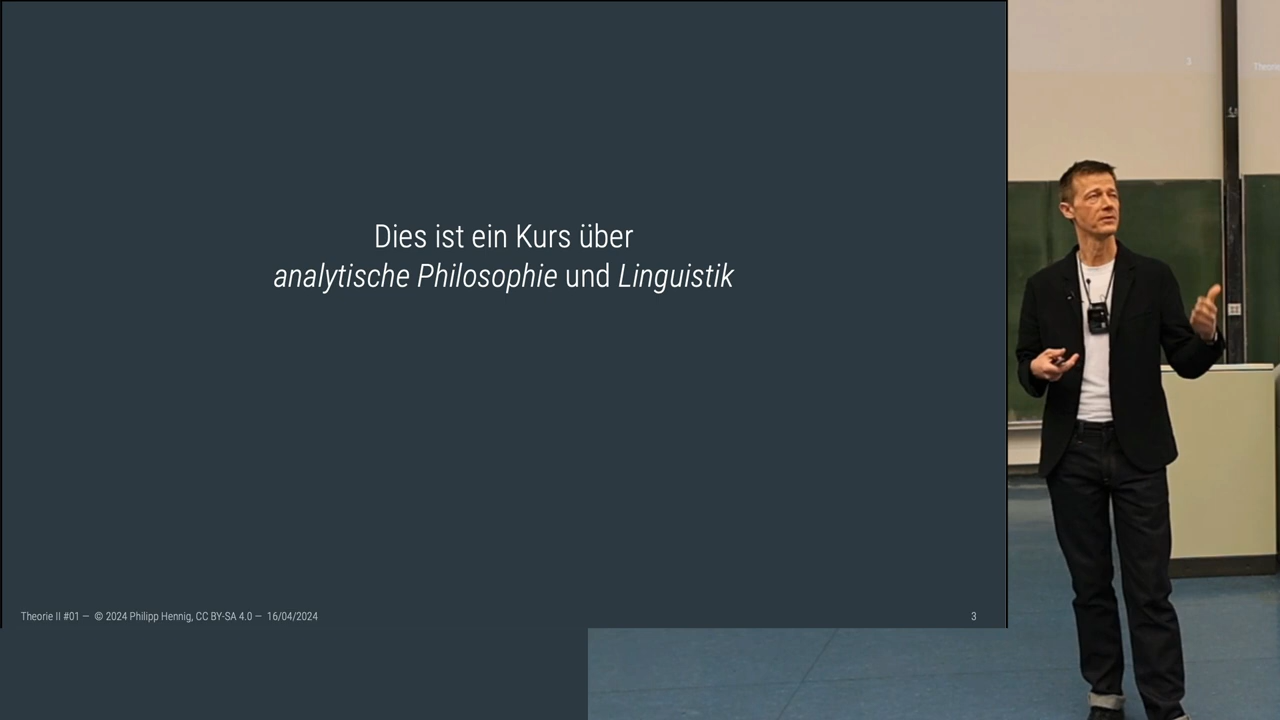 Dies ist ein Kurs über
analytische Philosophie und Linguistik
Theorie II #01 — © 2024 Philipp Hennig, CC BY-SA 4.0 — 16/04/2024
3
3